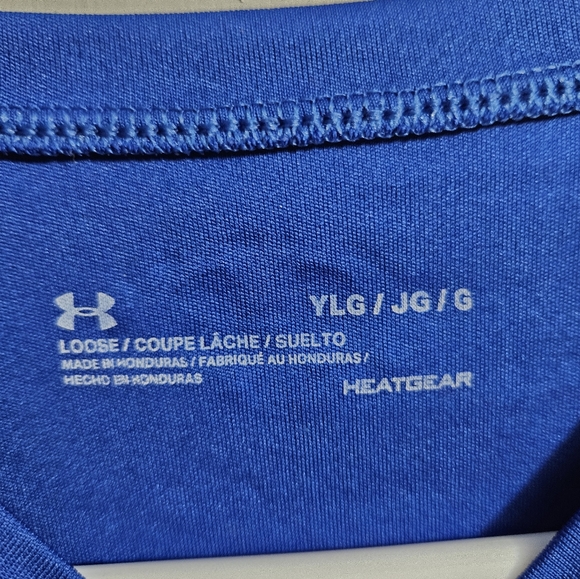 YLG / JG / G
LOOSE / COUPE LÂCHE / SUELTO
MADE IN HONDURAS / FABRIQUÉ AU HONDURAS /
HECHO EN HONDURAS
HEATGEAR